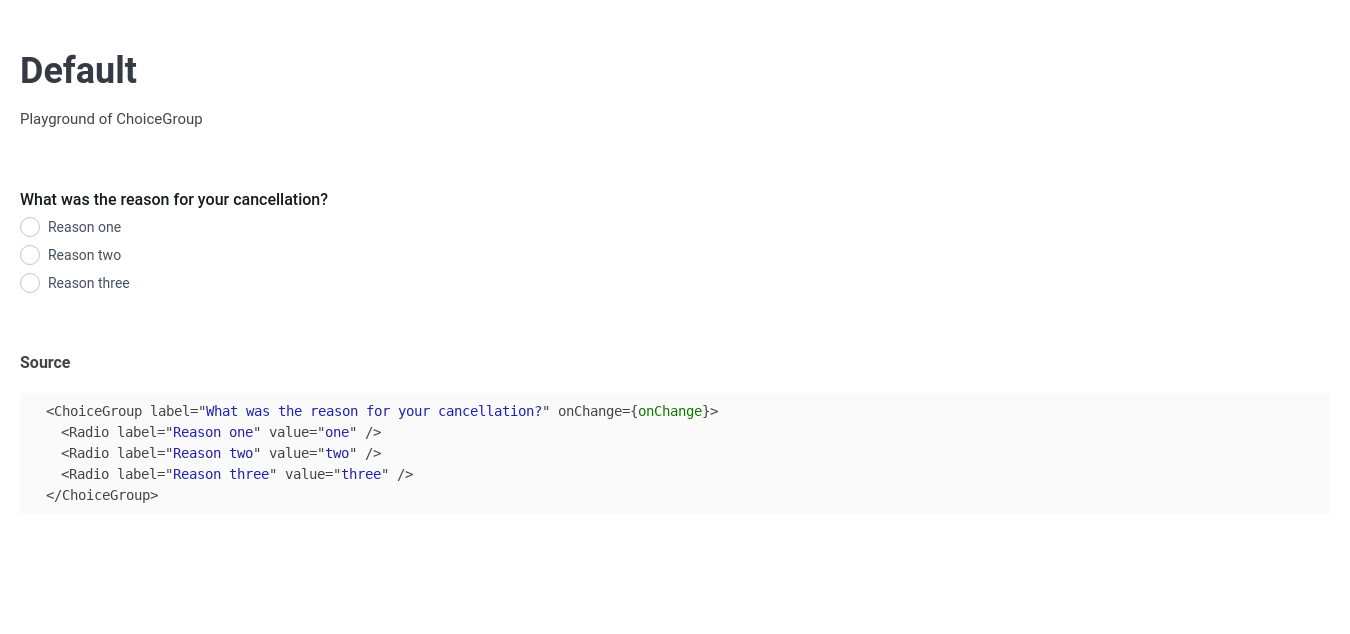 Default
Playground of ChoiceGroup
What was the reason for your cancellation?
Reason one
Reason two
Reason three
Source
<ChoiceGroup label="What was the reason for your cancellation?" onChange={onChange}>
<Radio label="Reason one" value="one" />
<Radio label="Reason two" value="two" />
<Radio label="Reason three" value="three" />
</ChoiceGroup>